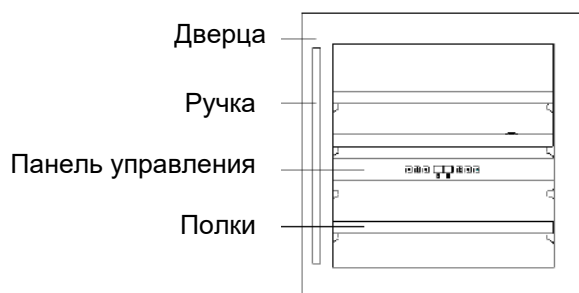 Дверца
Ручка
Панель управления
Полки